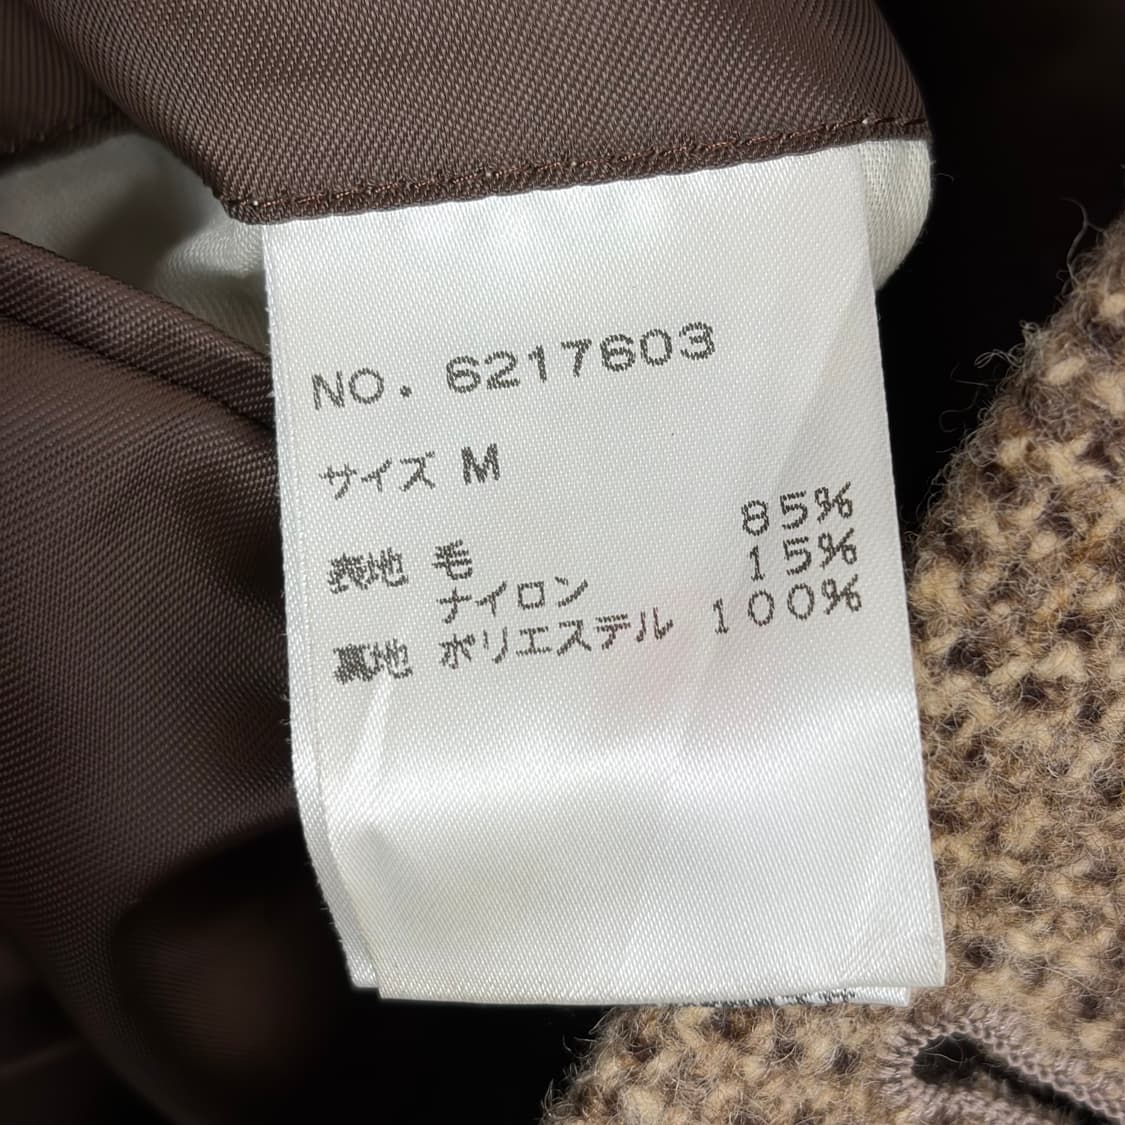 NO. 6217603
サイズ M
表地 毛 85%
ナイロン 15%
裏地 ポリエステル 100%